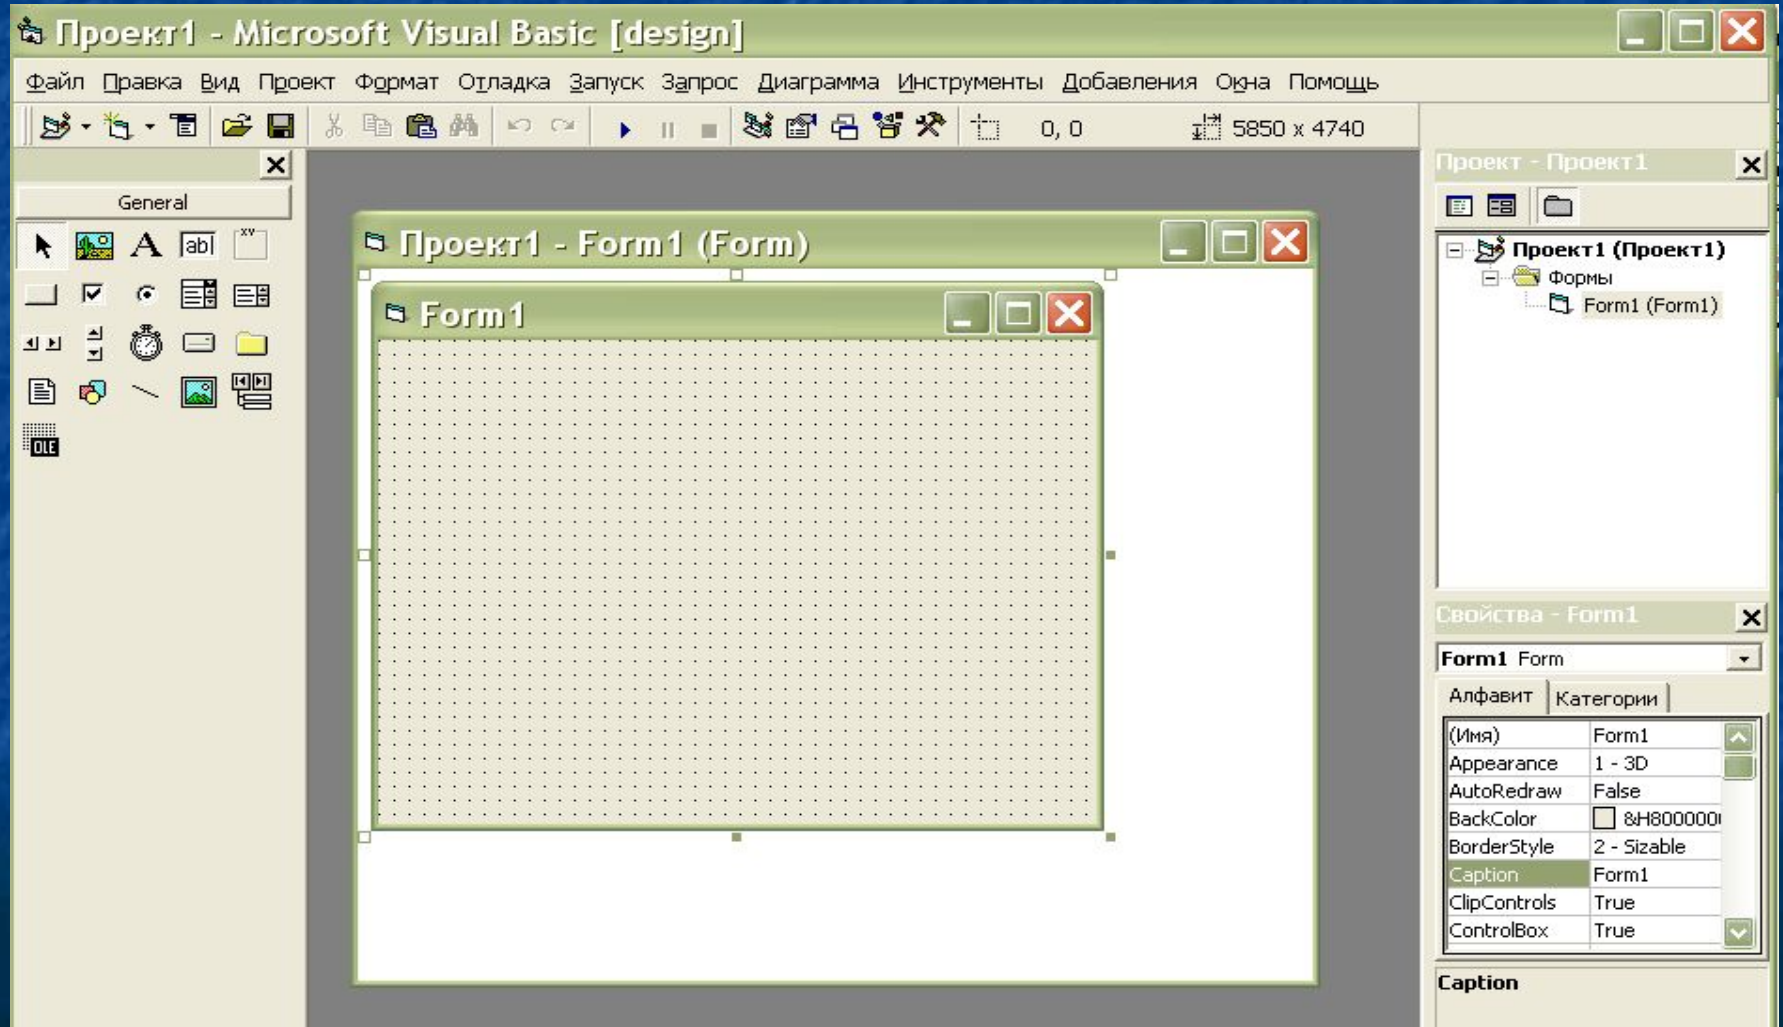 Проект1 - Microsoft Visual Basic [design]
Файл Правка Вид Проект Формат Отладка Запуск Запрос Диаграмма Инструменты Добавления Окна Помощь
0, 0 5850 x 4740
General
A ab| XY
OLE
Проект1 - Form1 (Form)
Form1
Проект - Проект1
Проект1 (Проект1)
Формы
Form1 (Form1)
Свойства - Form1
Form1 Form
Алфавит Категории
(Имя) Form1
Appearance 1 - 3D
AutoRedraw False
BackColor &H800000
BorderStyle 2 - Sizable
Caption Form1
ClipControls True
ControlBox True
Caption